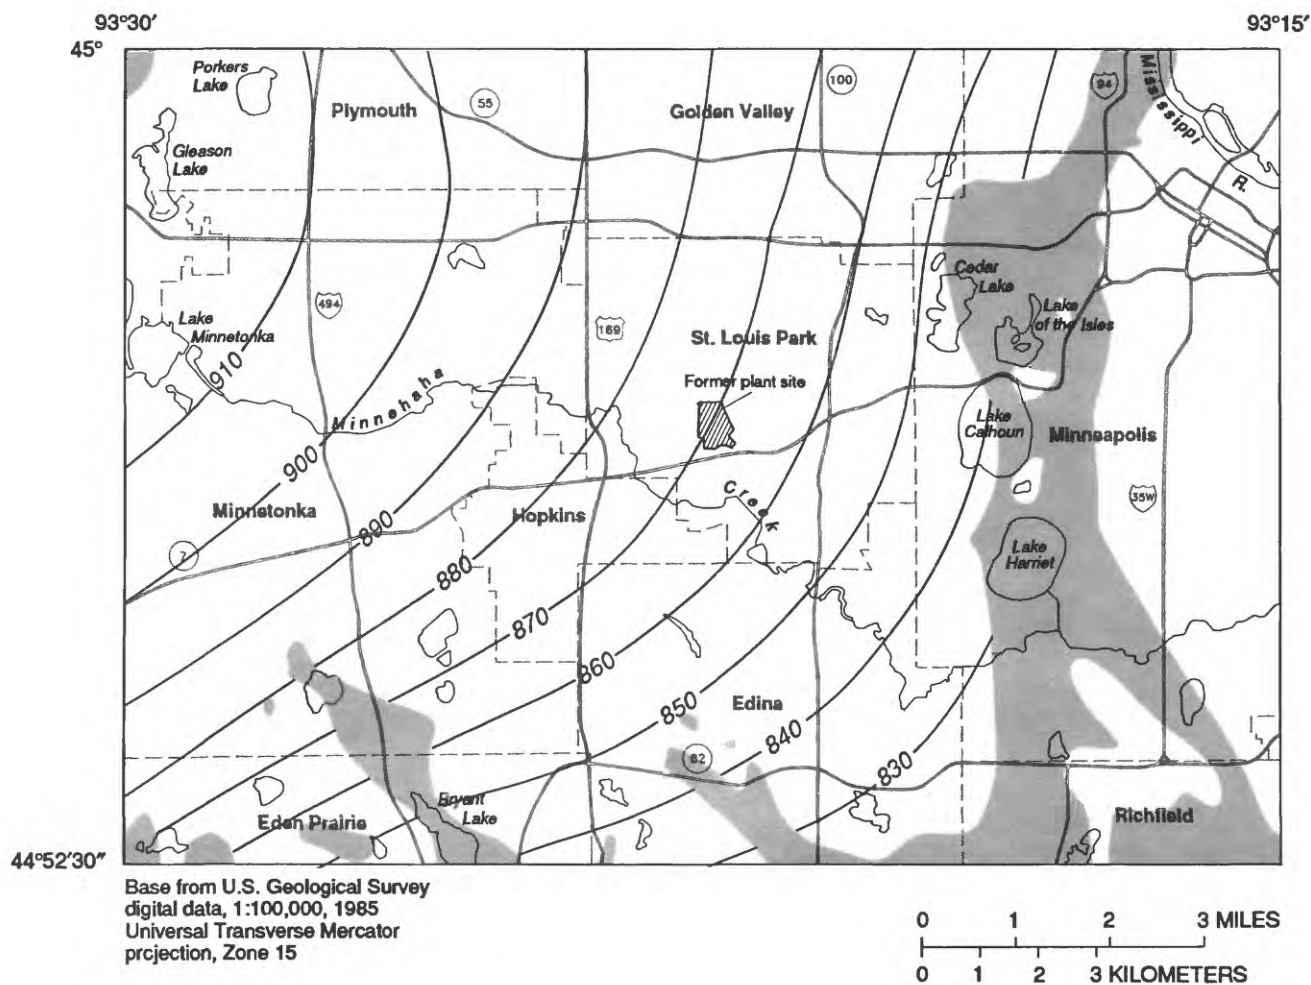 93°30′
93°15′
45°
Porkers
Lake
Plymouth
55
Golden Valley
100
94
Mississippi
R.
Gleason
Lake
Lake
Minnetonka
910
494
169
St. Louis Park
Former plant site
Cedar
Lake
Lake
of the Isles
Minnehaha
Creek
Lake
Calhoun
Minneapolis
35W
900
890
880
870
860
850
840
830
Minnetonka
7
Hopkins
Lake
Harriet
Edina
62
Bryant
Lake
Eden Prairie
Richfield
44°52′30″
Base from U.S. Geological Survey
digital data, 1:100,000, 1985
Universal Transverse Mercator
projection, Zone 15
0 1 2 3 MILES
0 1 2 3 KILOMETERS